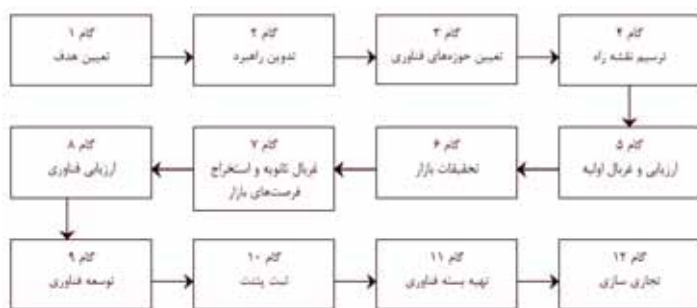 گام ۱
تعیین هدف
گام ۲
تدوین راهبرد
گام ۳
تعیین حوزه‌های فناوری
گام ۴
ترسیم نقشه راه
گام ۵
ارزیابی و غربال اولیه
گام ۶
تحقیقات بازار
گام ۷
غربال ثانویه و استخراج
فرصت‌های بازار
گام ۸
ارزیابی فناوری
گام ۹
توسعه فناوری
گام ۱۰
ثبت پتنت
گام ۱۱
تهیه بسته فناوری
گام ۱۲
تجاری سازی